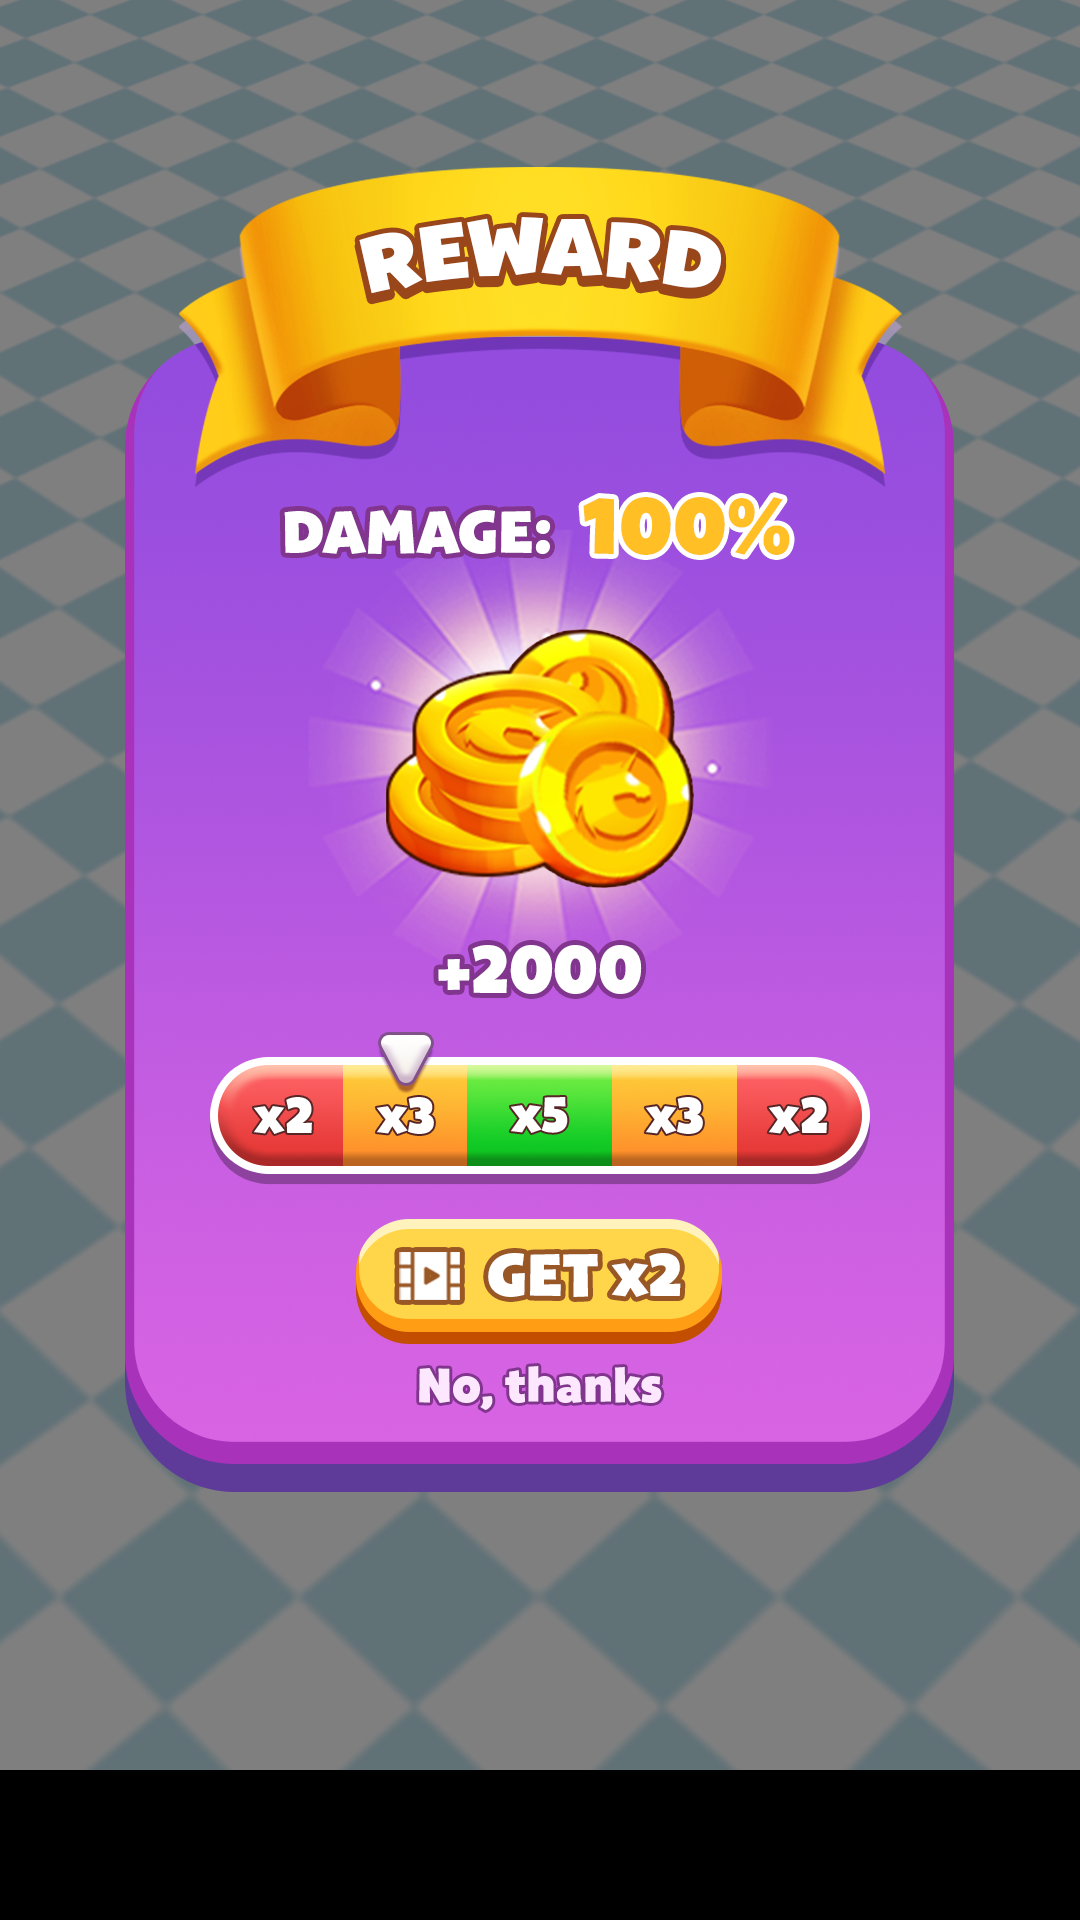 REWARD
DAMAGE: 100%
+2000
x2 x3 x5 x3 x2
GET x2
No, thanks